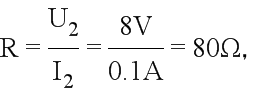 R = U₂/I₂ = 8V/0.1A = 80Ω,